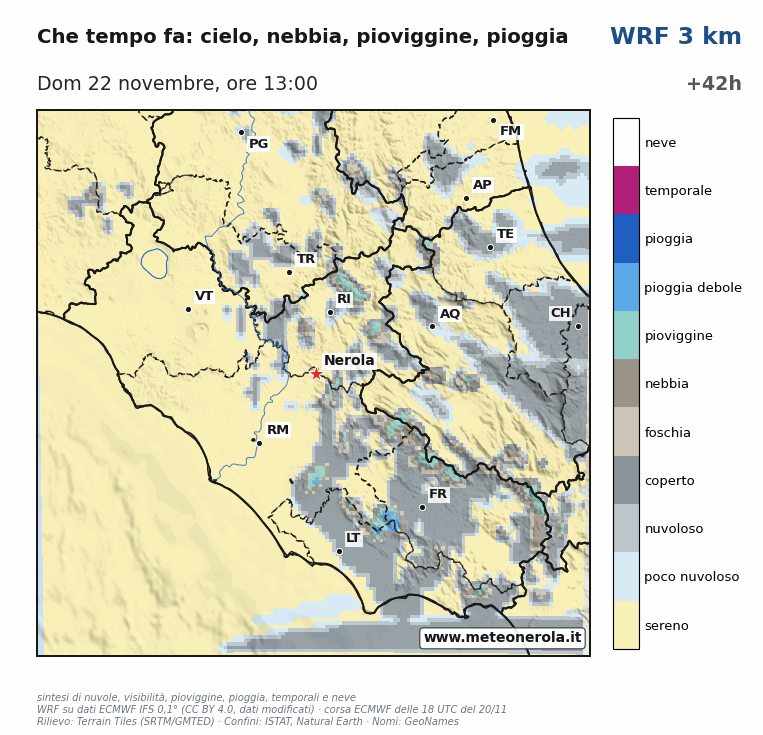 Che tempo fa: cielo, nebbia, pioviggine, pioggia
WRF 3 km
Dom 22 novembre, ore 13:00
+42h
FM
PG
AP
TE
TR
VT
RI
AQ
CH
Nerola
RM
FR
LT
www.meteonerola.it
neve
temporale
pioggia
pioggia debole
pioviggine
nebbia
foschia
coperto
nuvoloso
poco nuvoloso
sereno
sintesi di nuvole, visibilità, pioviggine, pioggia, temporali e neve
WRF su dati ECMWF IFS 0,1° (CC BY 4.0, dati modificati) · corsa ECMWF delle 18 UTC del 20/11
Rilievo: Terrain Tiles (SRTM/GMTED) · Confini: ISTAT, Natural Earth · Nomi: GeoNames